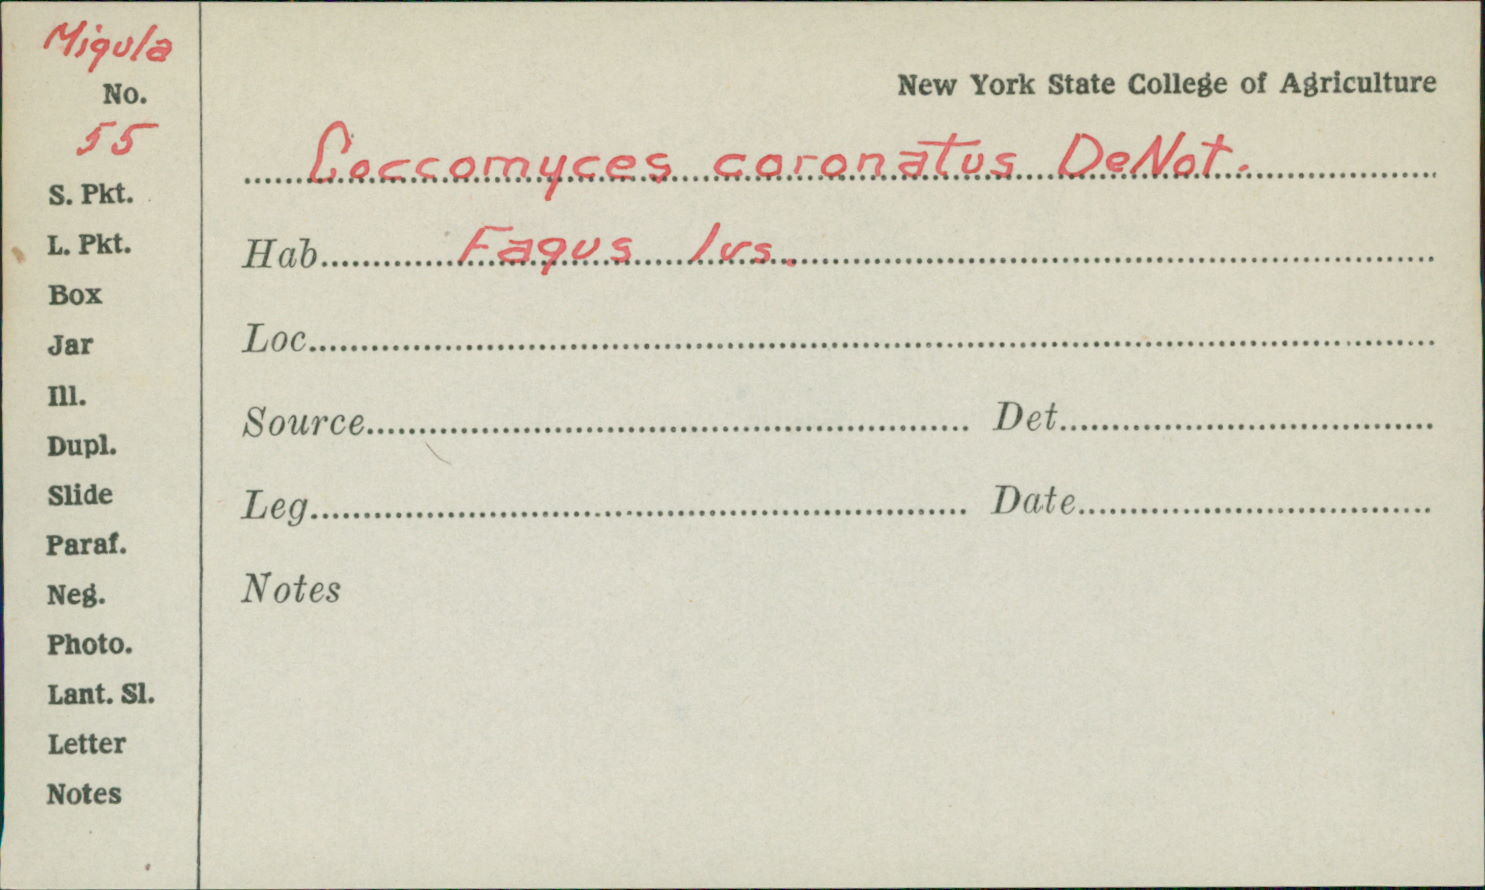 Migula
No.
55
S. Pkt.
L. Pkt.
Box
Jar
Ill.
Dupl.
Slide
Paraf.
Neg.
Photo.
Lant. Sl.
Letter
Notes
New York State College of Agriculture
Coccomyces coronatus DeNot.
Hab. Fagus lvs.
Loc.
Source
Det.
Leg.
Date
Notes